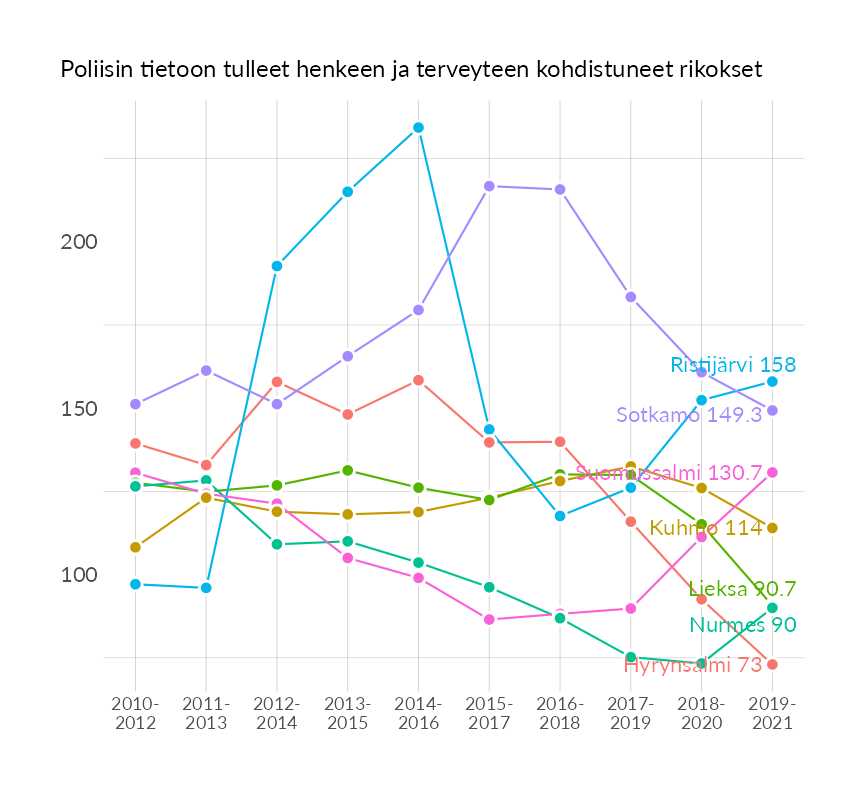 Poliisin tietoon tulleet henkeen ja terveyteen kohdistuneet rikokset
200
150
100
Ristijärvi 158
Sotkamo 149.3
Suomussalmi 130.7
Kuhmo 114
Lieksa 90.7
Nurmes 90
Hyrynsalmi 73
2010-
2012
2011-
2013
2012-
2014
2013-
2015
2014-
2016
2015-
2017
2016-
2018
2017-
2019
2018-
2020
2019-
2021